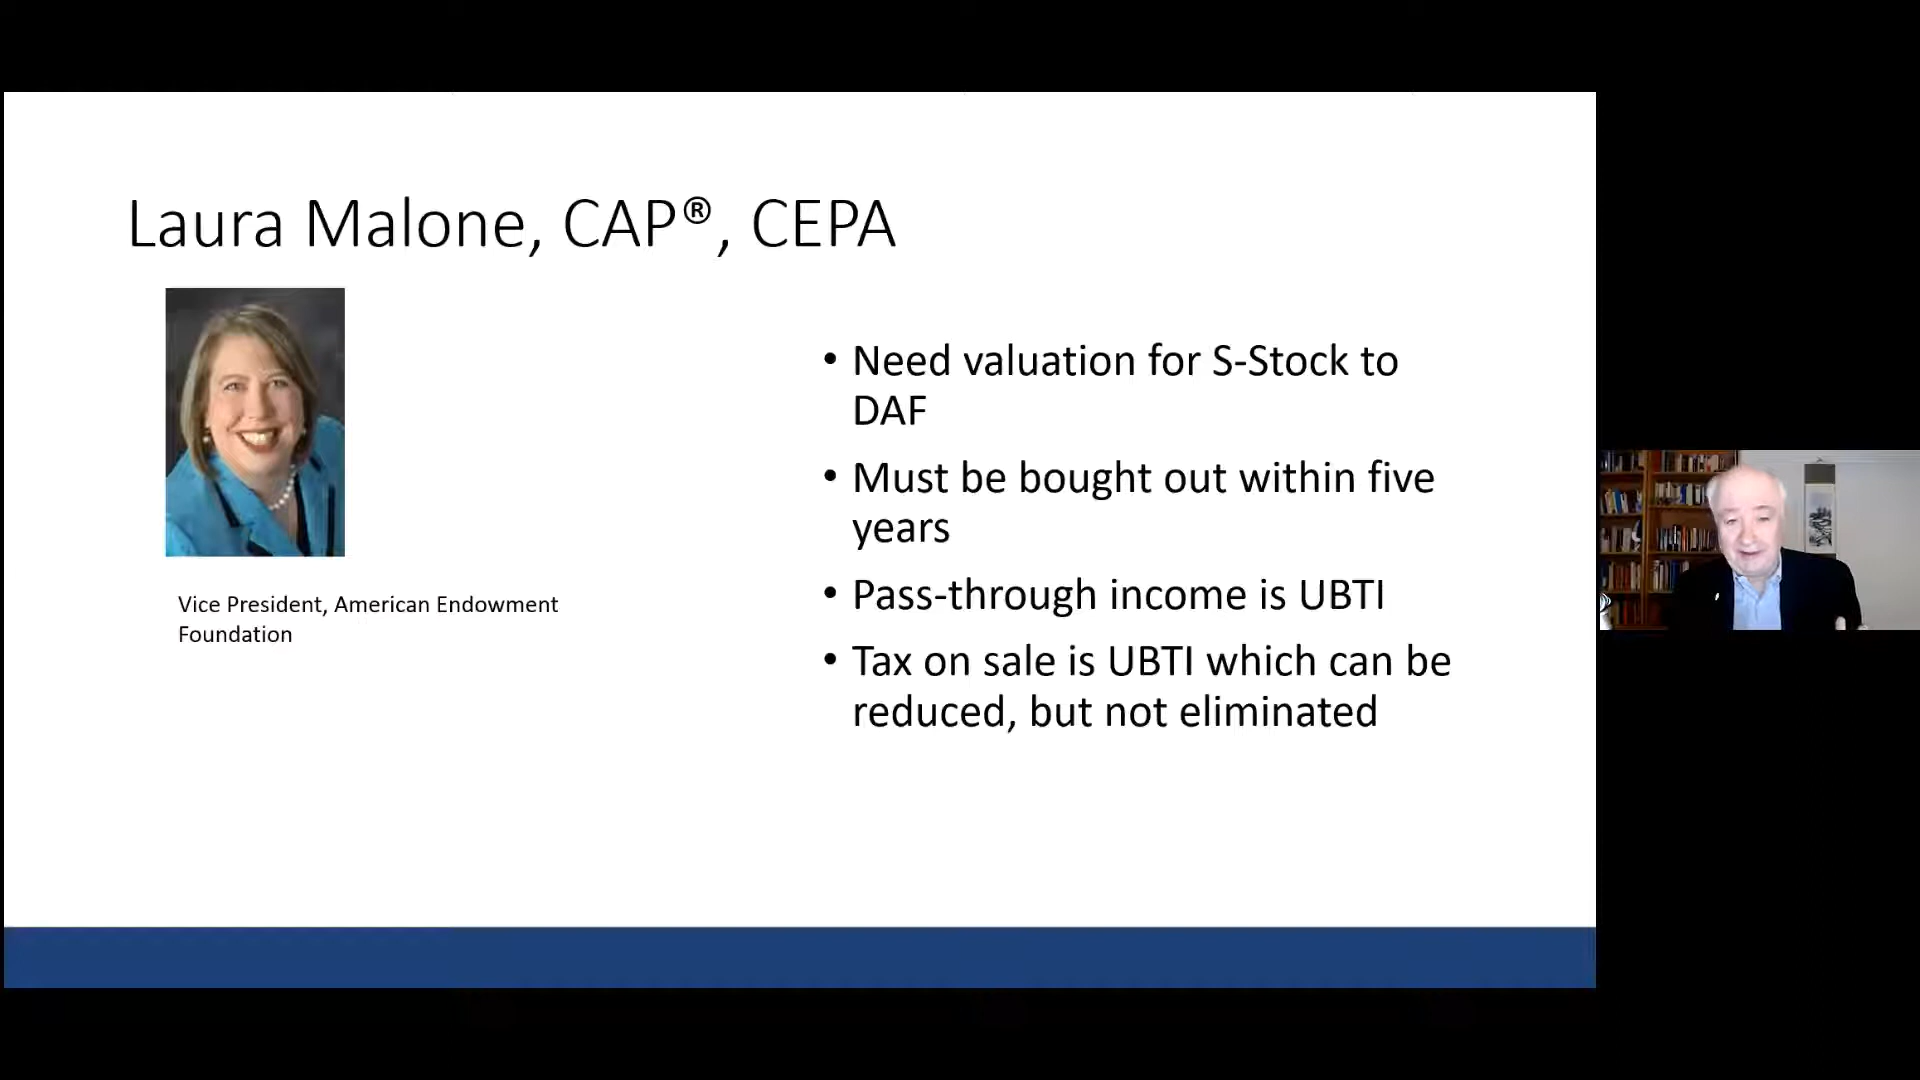 Laura Malone, CAP®, CEPA
Vice President, American Endowment
Foundation
• Need valuation for S-Stock to
DAF
• Must be bought out within five
years
• Pass-through income is UBTI
• Tax on sale is UBTI which can be
reduced, but not eliminated